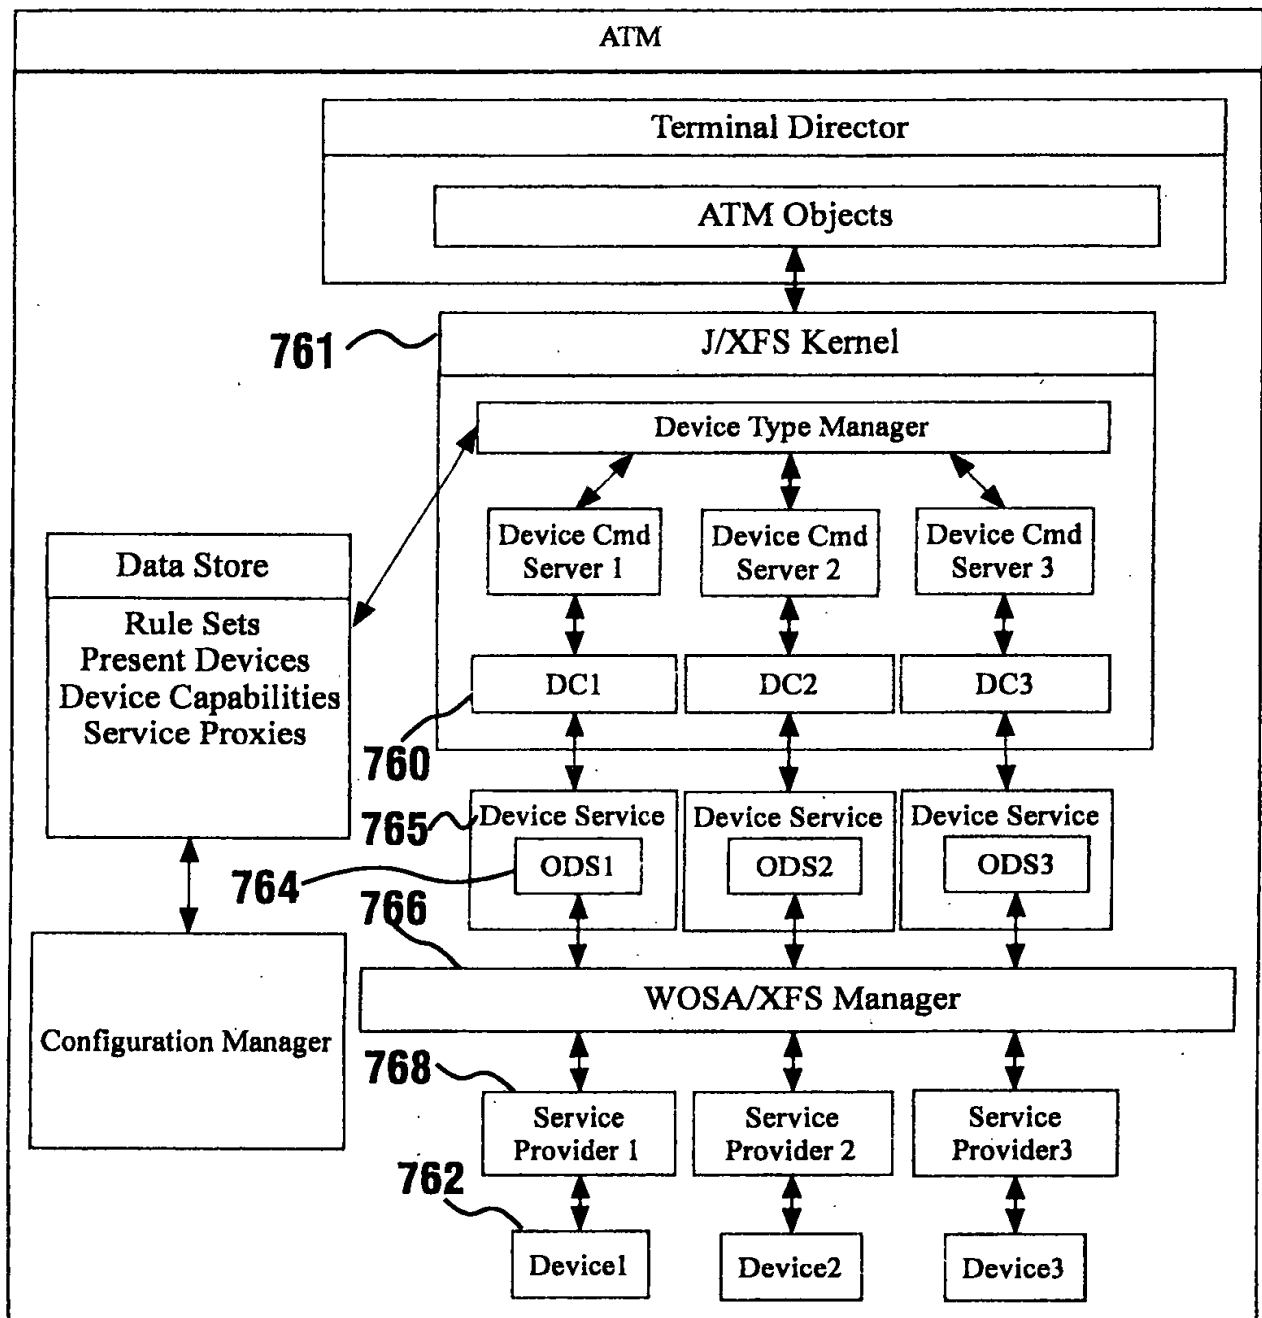 ATM
Terminal Director
ATM Objects
761
J/XFS Kernel
Device Type Manager
Device Cmd
Server 1
Device Cmd
Server 2
Device Cmd
Server 3
Data Store
Rule Sets
Present Devices
Device Capabilities
Service Proxies
DC1
DC2
DC3
760
765
Device Service
Device Service
Device Service
764
ODS1
ODS2
ODS3
766
WOSA/XFS Manager
Configuration Manager
768
Service
Provider 1
Service
Provider 2
Service
Provider3
762
Device1
Device2
Device3